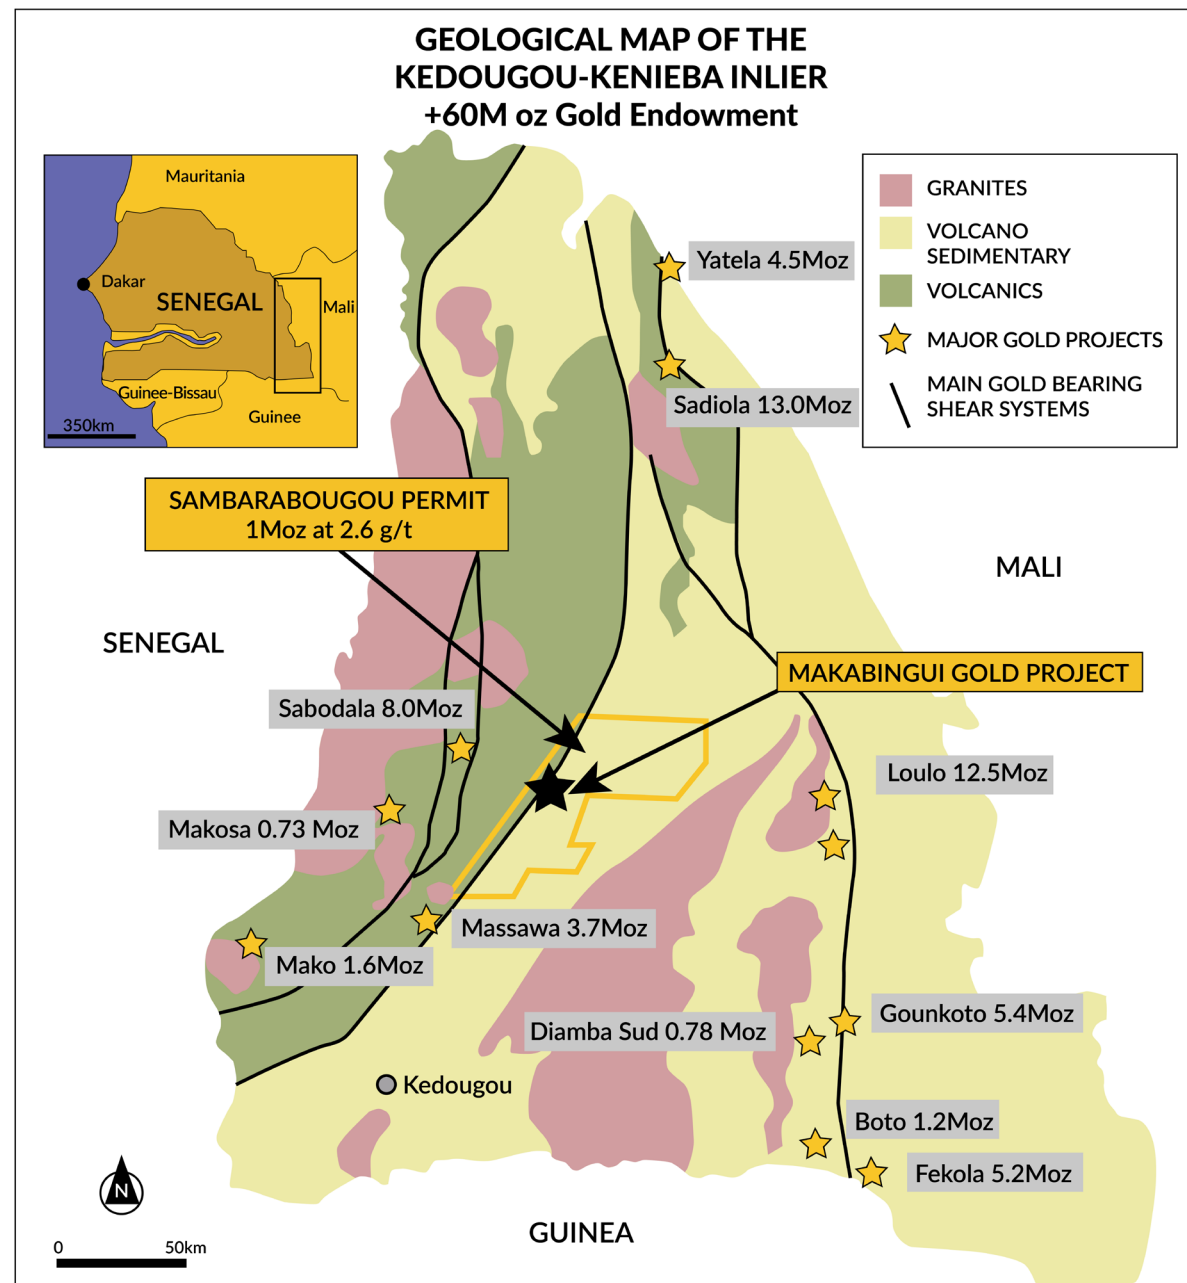 GEOLOGICAL MAP OF THE
KEDOUGOU-KENIEBA INLIER
+60M oz Gold Endowment
Mauritania
Dakar
SENEGAL
Mali
Guinee-Bissau
Guinee
350km
GRANITES
VOLCANO
SEDIMENTARY
VOLCANICS
MAJOR GOLD PROJECTS
MAIN GOLD BEARING
SHEAR SYSTEMS
Yatela 4.5Moz
Sadiola 13.0Moz
SAMBARABOUGOU PERMIT
1Moz at 2.6 g/t
MALI
SENEGAL
MAKABINGUI GOLD PROJECT
Sabodala 8.0Moz
Loulo 12.5Moz
Makosa 0.73 Moz
Massawa 3.7Moz
Mako 1.6Moz
Gounkoto 5.4Moz
Diamba Sud 0.78 Moz
Kedougou
Boto 1.2Moz
Fekola 5.2Moz
N
GUINEA
0 50km